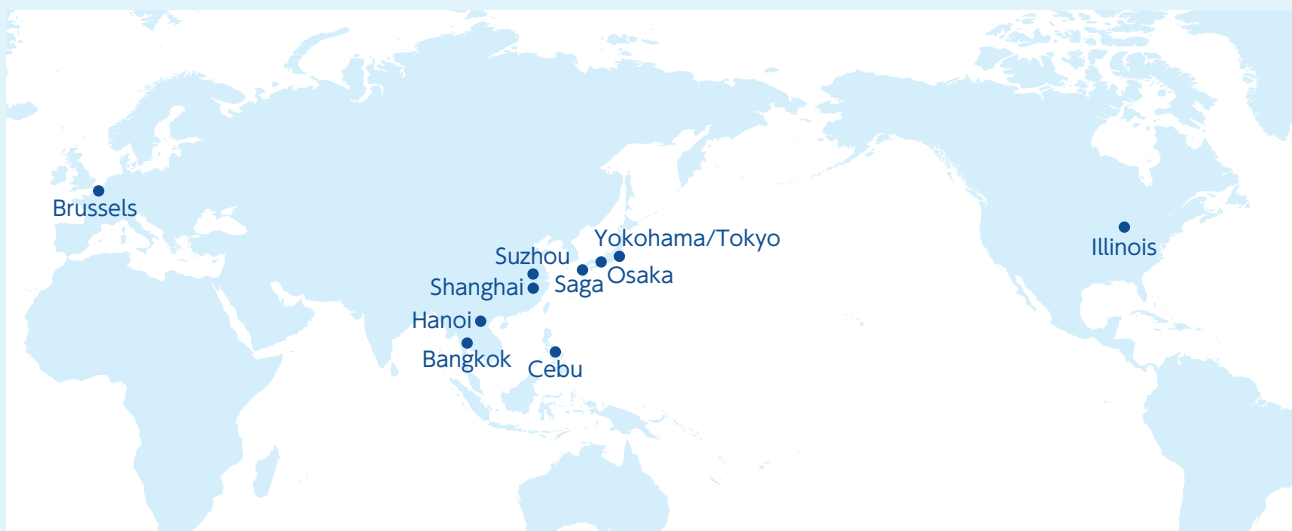 Brussels
Yokohama/Tokyo
Illinois
Suzhou
Osaka
Saga
Shanghai
Hanoi
Bangkok
Cebu